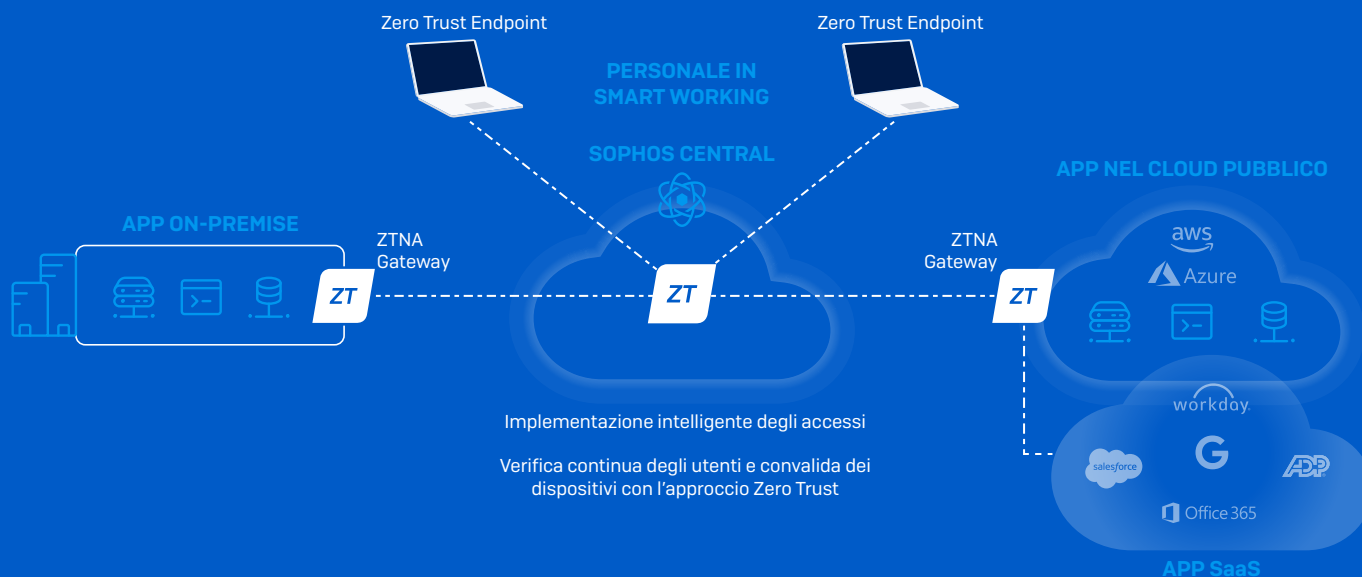 Zero Trust Endpoint
Zero Trust Endpoint
PERSONALE IN
SMART WORKING
SOPHOS CENTRAL
APP NEL CLOUD PUBBLICO
APP ON-PREMISE
ZTNA
Gateway
ZTNA
Gateway
aws
Azure
ZT
ZT
ZT
workday.
salesforce
G
ADP
Office 365
Implementazione intelligente degli accessi
Verifica continua degli utenti e convalida dei
dispositivi con l’approccio Zero Trust
APP SaaS